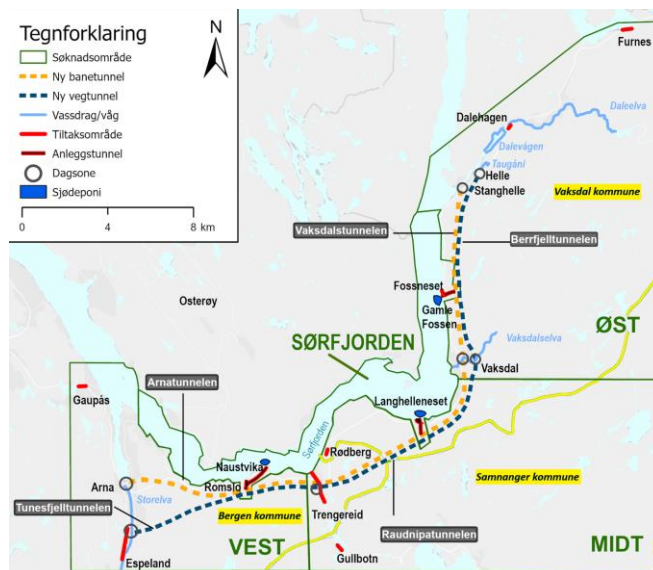 Tegnforklaring
Søknadsområde
Ny banetunnel
Ny vegtunnel
Vassdrag/våg
Tiltaksområde
Anleggstunnel
Dagsone
Sjødeponi
0 4 8 km
N
Furnes
Daleelva
Dalehagen
Dalevågen
Taugåni
Helle
Stanghelle
Vaksdal kommune
Vaksdalstunnelen
Berrfjelltunnelen
Fossneset
Gamle
Fossen
Osterøy
ØST
SØRFJORDEN
Vaksdalselva
Vaksdal
Arnatunnelen
Gaupås
Langhelleneset
Sørfjorden
Naustvika
Rødberg
Arna
Romslo
Samnanger kommune
Storelva
Tunesfjelltunnelen
Bergen kommune
Trengereid
Raudnipatunnelen
VEST
Gullbotn
MIDT
Espeland